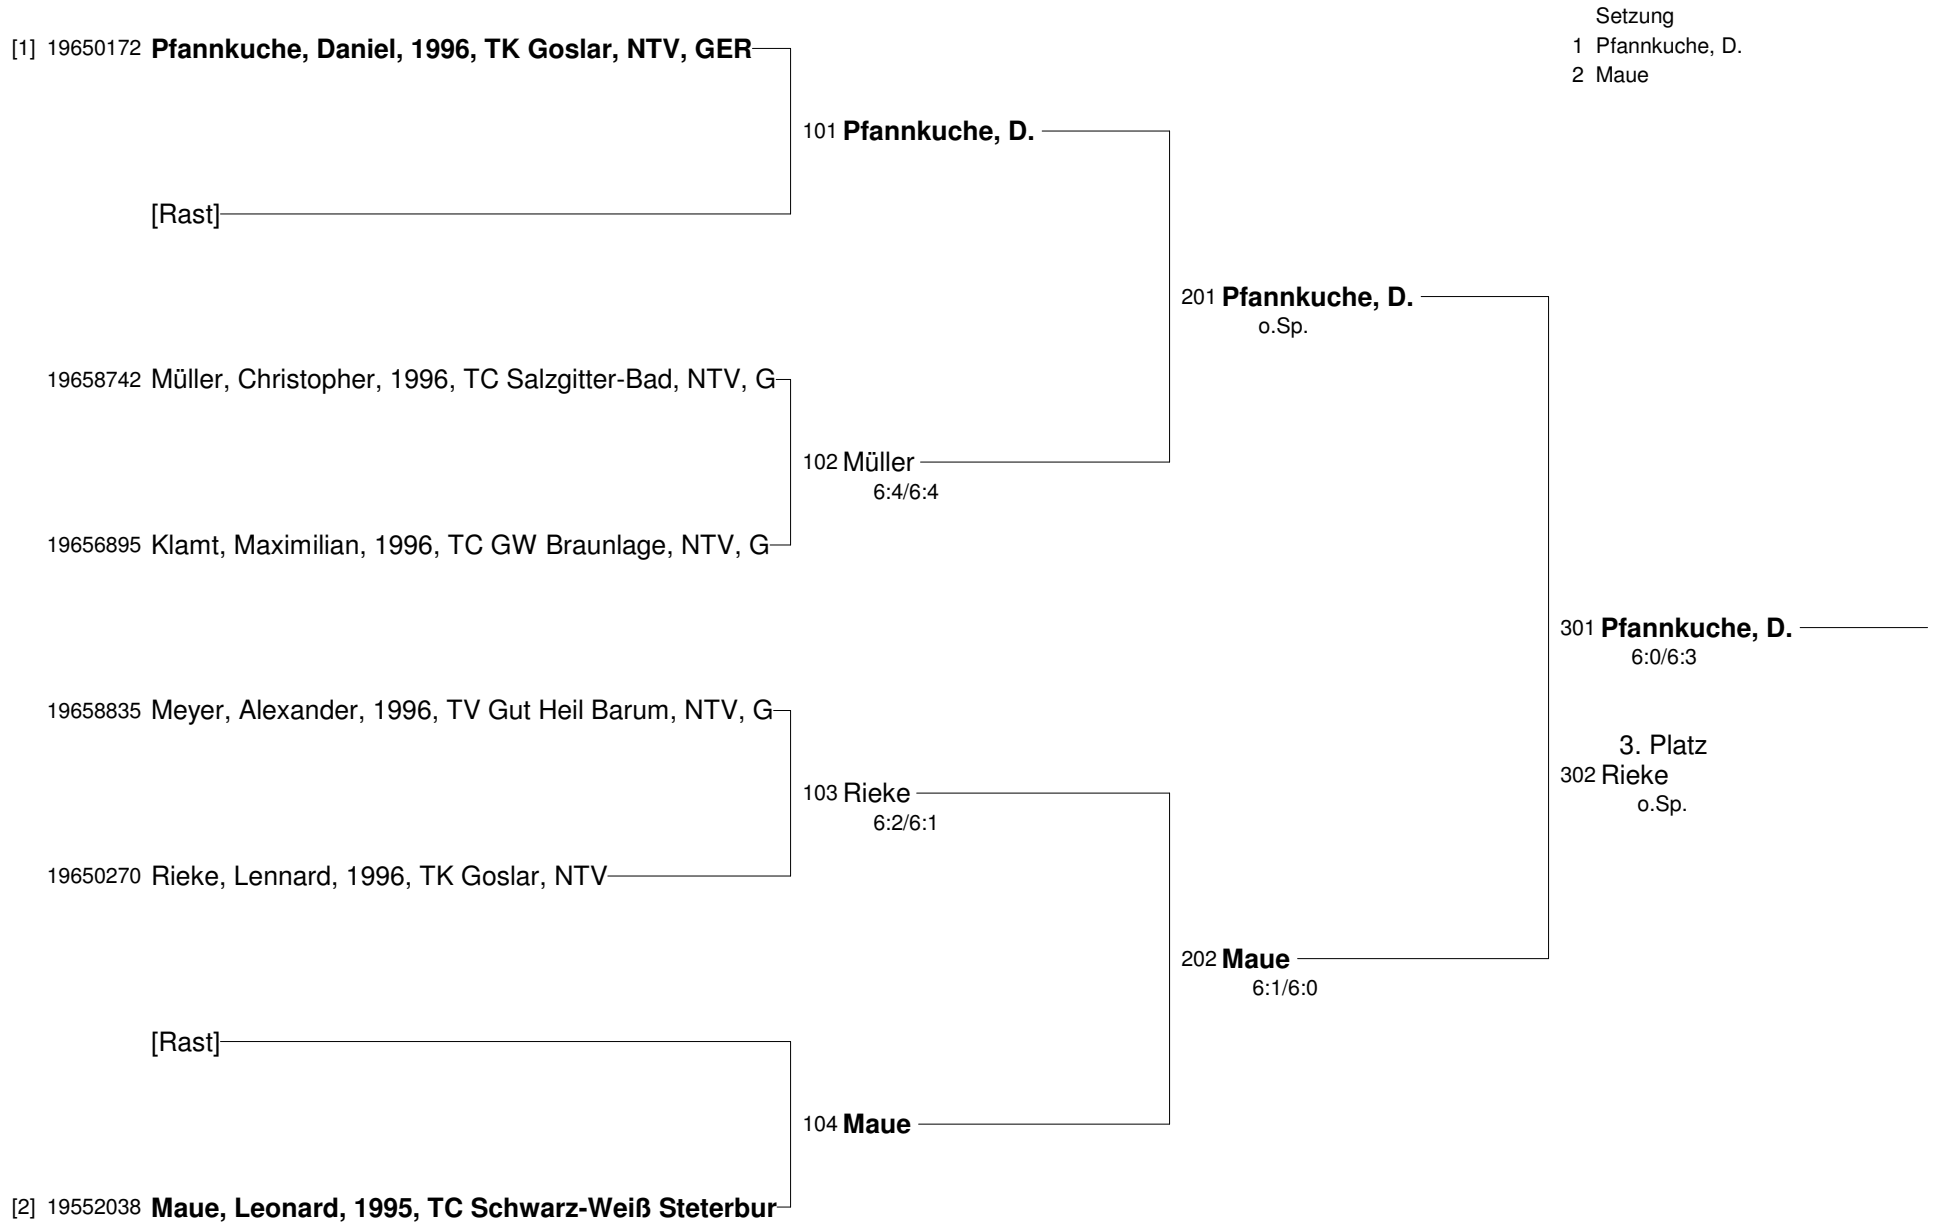 Setzung
1 Pfannkuche, D.
2 Maue
[1] 19650172 Pfannkuche, Daniel, 1996, TK Goslar, NTV, GER
101 Pfannkuche, D.
[Rast]
201 Pfannkuche, D.
o.Sp.
19658742 Müller, Christopher, 1996, TC Salzgitter-Bad, NTV, G
102 Müller
6:4/6:4
19656895 Klamt, Maximilian, 1996, TC GW Braunlage, NTV, G
301 Pfannkuche, D.
6:0/6:3
19658835 Meyer, Alexander, 1996, TV Gut Heil Barum, NTV, G
3. Platz
302 Rieke
o.Sp.
103 Rieke
6:2/6:1
19650270 Rieke, Lennard, 1996, TK Goslar, NTV
202 Maue
6:1/6:0
[Rast]
104 Maue
[2] 19552038 Maue, Leonard, 1995, TC Schwarz-Weiß Steterbur